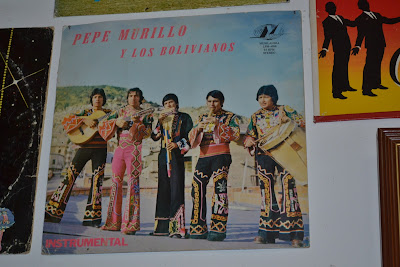 PEPE MURILLO
Y LOS BOLIVIANOS
INSTRUMENTAL